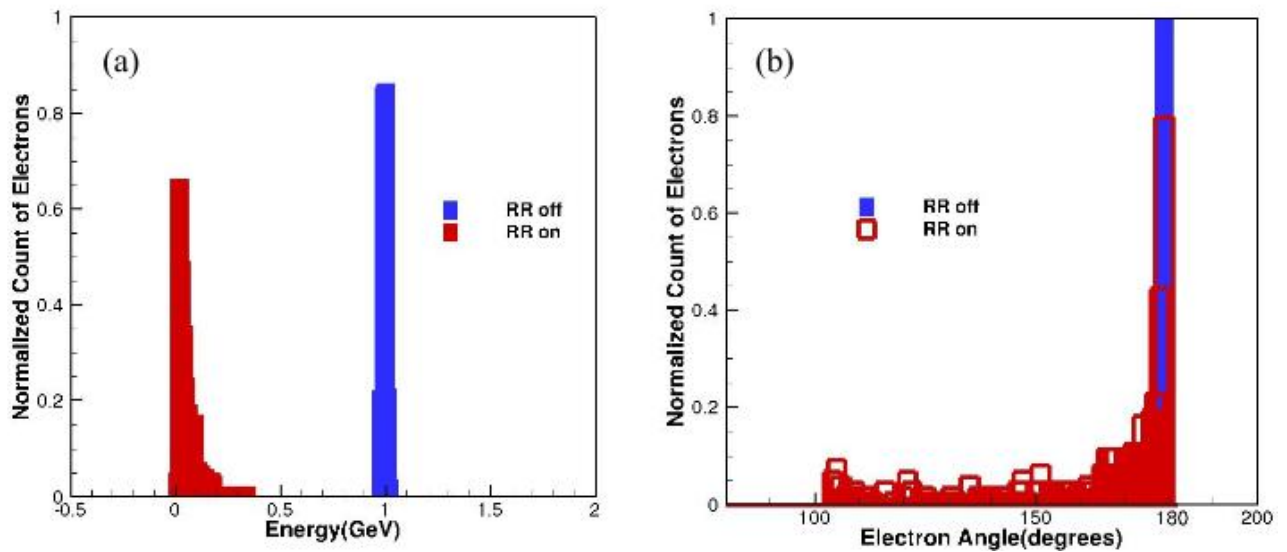 (a)
Normalized Count of Electrons
1
0.8
0.6
0.4
0.2
0
-0.5
0
0.5
1
1.5
2
Energy(GeV)
RR off
RR on
(b)
Normalized Count of Electrons
1
0.8
0.6
0.4
0.2
0
100
150
180
200
Electron Angle(degrees)
RR off
RR on